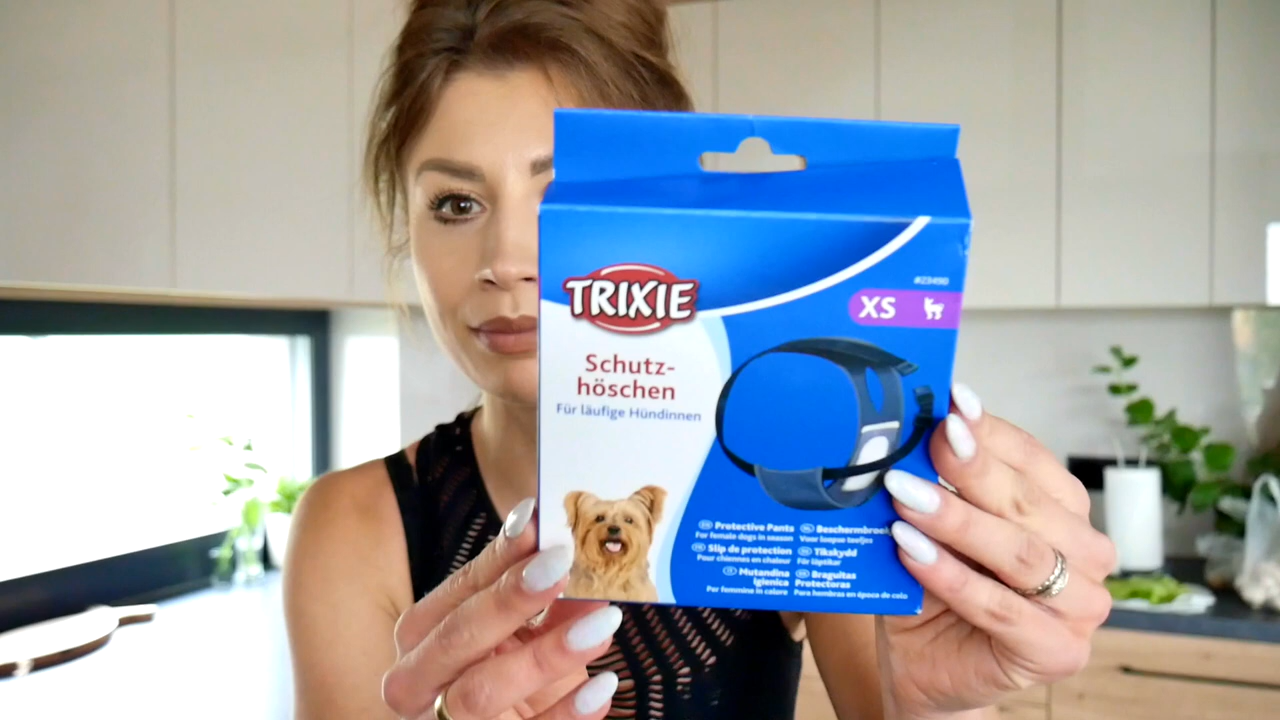 #23490
XS
TRIXIE
Schutz-
höschen
Für läufige Hündinnen
Protective Pants
For female dogs in season
Slip de protection
Pour chiennes en chaleur
Mutandina
igienica
Per femmine in calore
Beschermbroek
Voor loopse teefjes
Tikskydd
För löptikar
Braguitas
Protectoras
Para hembras en época de celo